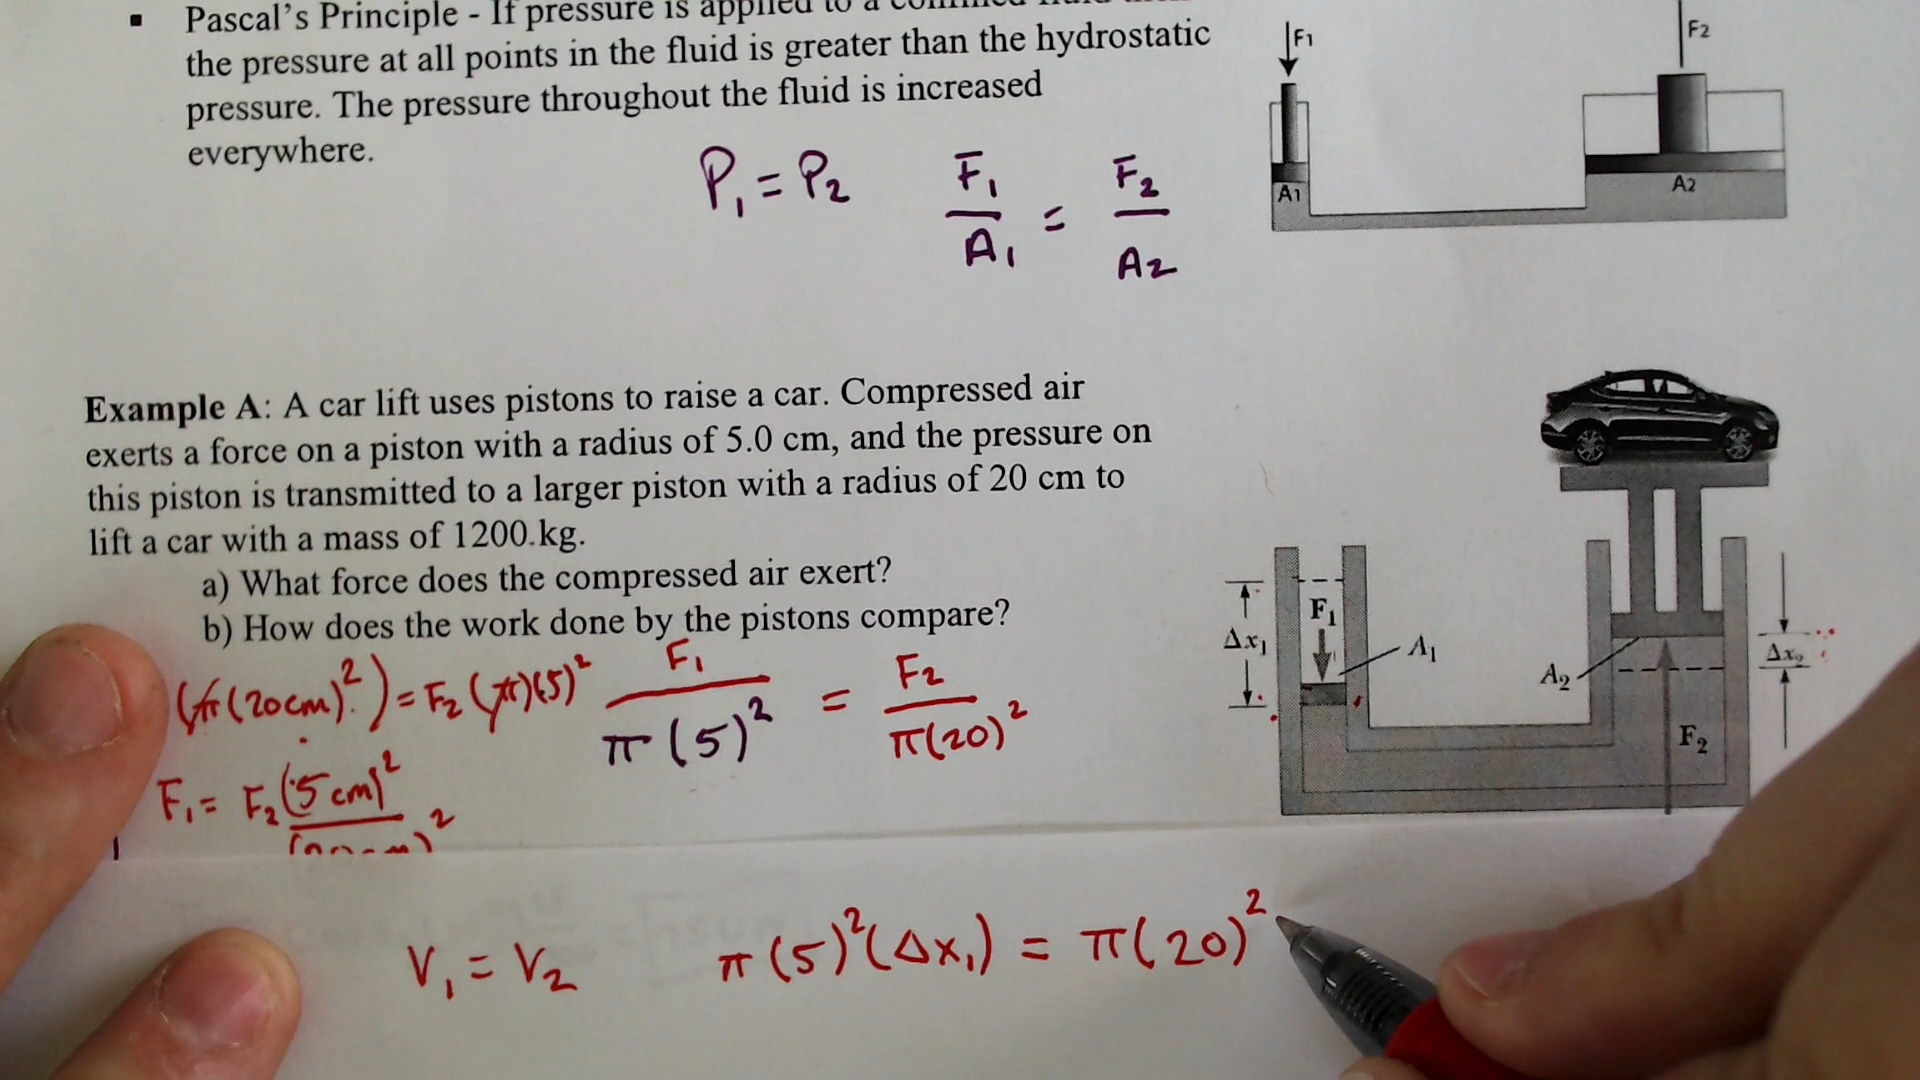 ▪ Pascal's Principle - If pressure is applied to a confined fluid
the pressure at all points in the fluid is greater than the hydrostatic
pressure. The pressure throughout the fluid is increased
everywhere.
P₁ = P₂ F₁/A₁ = F₂/A₂
F1
F2
A1
A2
Example A: A car lift uses pistons to raise a car. Compressed air
exerts a force on a piston with a radius of 5.0 cm, and the pressure on
this piston is transmitted to a larger piston with a radius of 20 cm to
lift a car with a mass of 1200.kg.
a) What force does the compressed air exert?
b) How does the work done by the pistons compare?
(π(20cm)²) = F₂(π)(5)²
F₁/π(5)² = F₂/π(20)²
F₁ = F₂(5cm)²
Δx₁
F₁
A₁
A₂
Δx₂
F₂
V₁ = V₂ π(5)²(Δx₁) = π(20)²